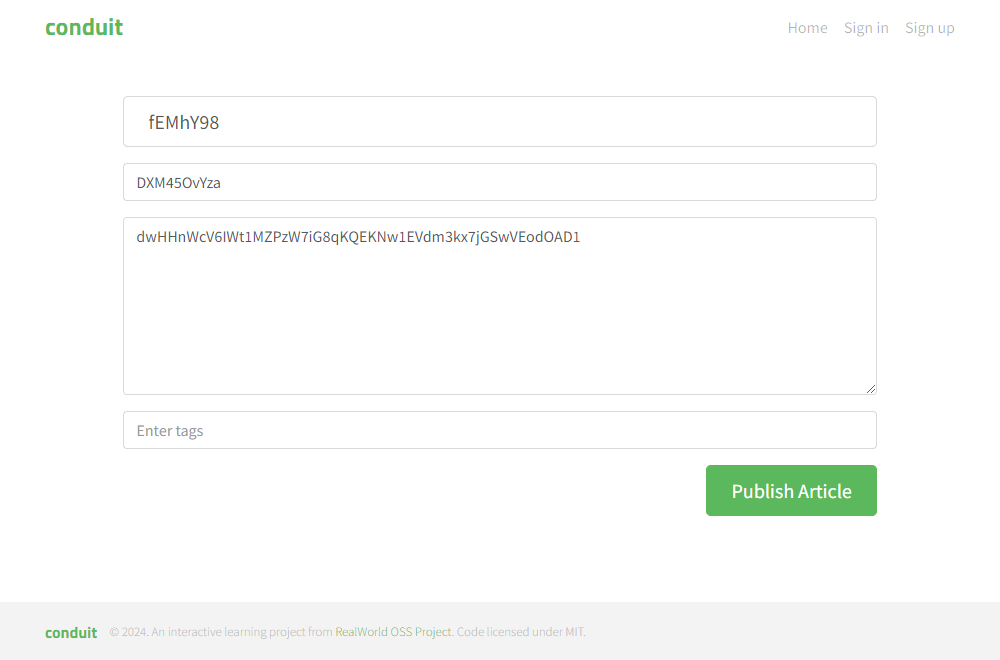 conduit
Home Sign in Sign up
fEMhY98
DXM45OvYza
dwHHnWcV6IWt1MZPzW7iG8qKQEKNw1EVdm3kx7jGSwVEodOAD1
Enter tags
Publish Article
conduit © 2024. An interactive learning project from RealWorld OSS Project. Code licensed under MIT.